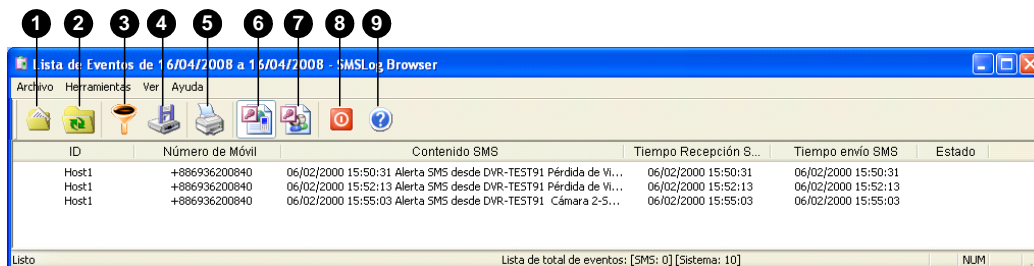 1 2 3 4 5 6 7 8 9
Lista de Eventos de 16/04/2008 a 16/04/2008 - SMSLog Browser
Archivo Herramientas Ver Ayuda
ID Número de Móvil Contenido SMS Tiempo Recepción S... Tiempo envío SMS Estado
Host1 +886936200840 06/02/2000 15:50:31 Alerta SMS desde DVR-TEST91 Pérdida de Vi... 06/02/2000 15:50:31 06/02/2000 15:50:31
Host1 +886936200840 06/02/2000 15:52:13 Alerta SMS desde DVR-TEST91 Pérdida de Vi... 06/02/2000 15:52:13 06/02/2000 15:52:13
Host1 +886936200840 06/02/2000 15:55:03 Alerta SMS desde DVR-TEST91 Cámara 2-S... 06/02/2000 15:55:03 06/02/2000 15:55:03
Listo Lista de total de eventos: [SMS: 0] [Sistema: 10] NUM